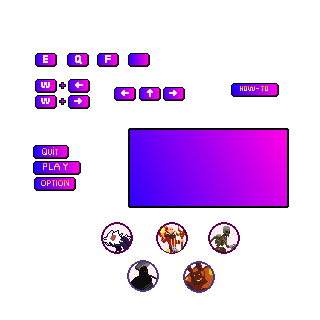 E Q F
W + ←
W + →
← ↑ →
HOW-TO
QUIT
PLAY
OPTION